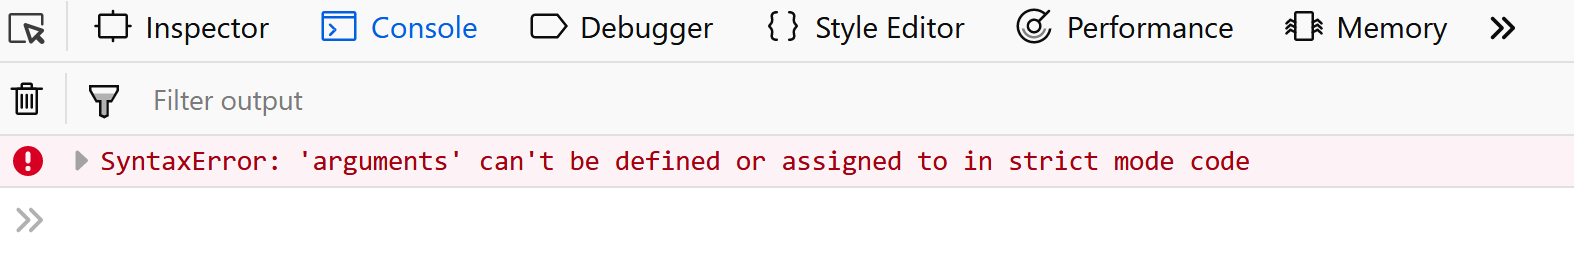 Inspector Console Debugger { } Style Editor Performance Memory
Filter output
SyntaxError: 'arguments' can't be defined or assigned to in strict mode code